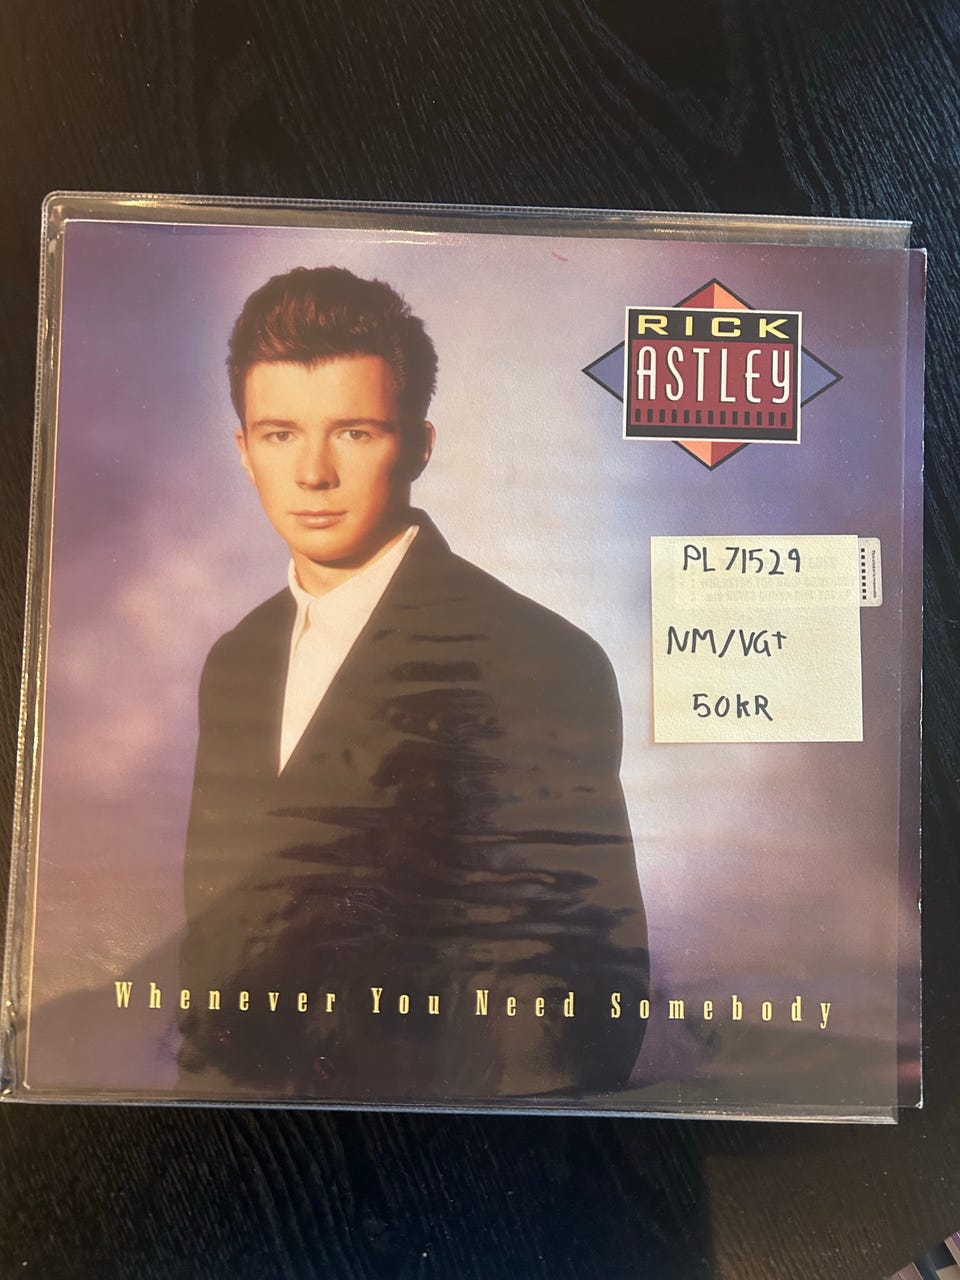 RICK
ASTLEY
PL 71529
NM/VG+
50kR
Whenever You Need Somebody